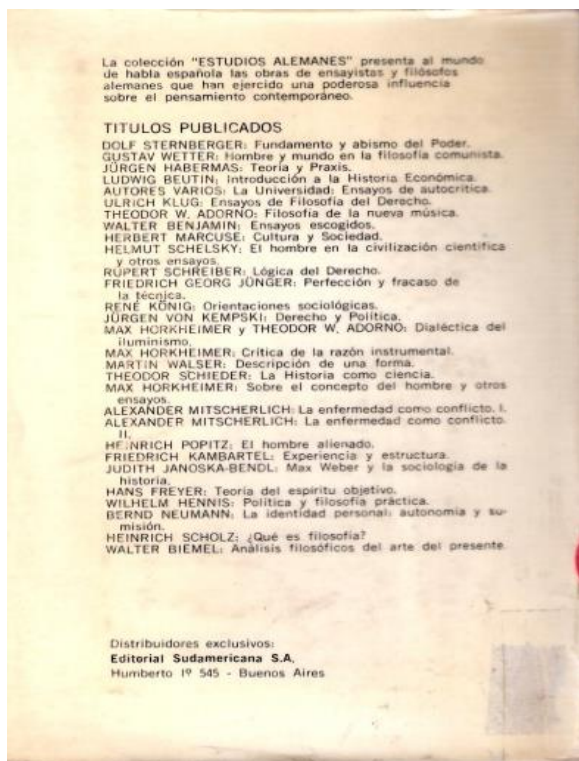 La colección "ESTUDIOS ALEMANES" presenta al mundo
de habla española las obras de ensayistas y filósofos
alemanes que han ejercido una poderosa influencia
sobre el pensamiento contemporáneo.
TITULOS PUBLICADOS
DOLF STERNBERGER: Fundamento y abismo del Poder.
GUSTAV WETTER: Hombre y mundo en la filosofía comunista.
JÜRGEN HABERMAS: Teoría y Praxis.
LUDWIG BEUTIN: Introducción a la Historia Económica.
AUTORES VARIOS: La Universidad: Ensayos de autocrítica.
ULRICH KLUG: Ensayos de Filosofía del Derecho.
THEODOR W. ADORNO: Filosofía de la nueva música.
WALTER BENJAMIN: Ensayos escogidos.
HERBERT MARCUSE: Cultura y Sociedad.
HELMUT SCHELSKY: El hombre en la civilización científica
y otros ensayos.
RUPERT SCHREIBER: Lógica del Derecho.
FRIEDRICH GEORG JÜNGER: Perfección y fracaso de
la técnica.
RENÉ KÖNIG: Orientaciones sociológicas.
JÜRGEN VON KEMPSKI: Derecho y Política.
MAX HORKHEIMER y THEODOR W. ADORNO: Dialéctica del
iluminismo.
MAX HORKHEIMER: Crítica de la razón instrumental.
MARTIN WALSER: Descripción de una forma.
THEODOR SCHIEDER: La Historia como ciencia.
MAX HORKHEIMER: Sobre el concepto del hombre y otros
ensayos.
ALEXANDER MITSCHERLICH: La enfermedad como conflicto. I.
ALEXANDER MITSCHERLICH: La enfermedad como conflicto.
II.
HEINRICH POPITZ: El hombre alienado.
FRIEDRICH KAMBARTEL: Experiencia y estructura.
JUDITH JANOSKA-BENDL: Max Weber y la sociología de la
historia.
HANS FREYER: Teoría del espíritu objetivo.
WILHELM HENNIS: Política y filosofía práctica.
BERND NEUMANN: La identidad personal: autonomía y su-
misión.
HEINRICH SCHOLZ: ¿Qué es filosofía?
WALTER BIEMEL: Análisis filosóficos del arte del presente.
Distribuidores exclusivos:
Editorial Sudamericana S.A.
Humberto Iº 545 - Buenos Aires